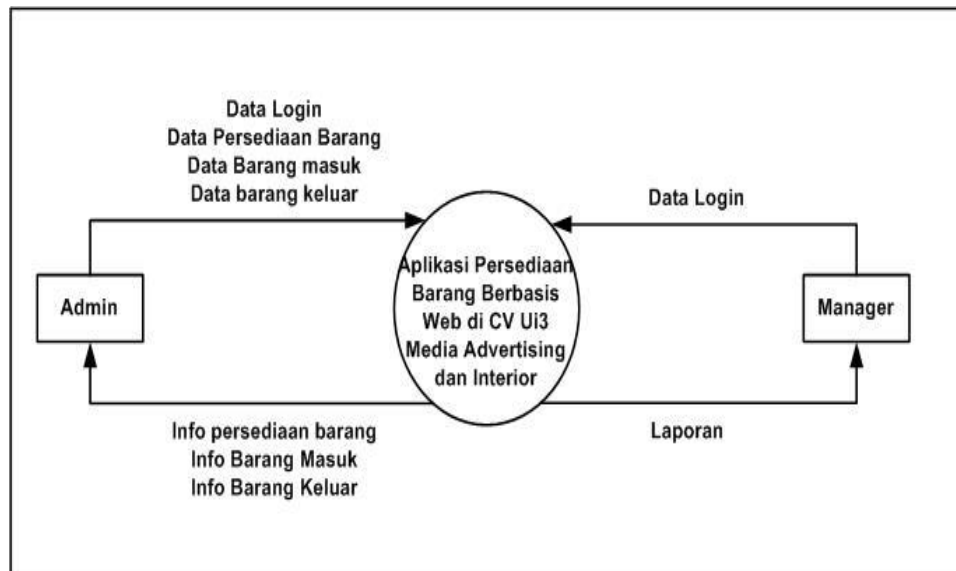 Data Login
Data Persediaan Barang
Data Barang masuk
Data barang keluar
Data Login
Admin
Aplikasi Persediaan
Barang Berbasis
Web di CV Ui3
Media Advertising
dan Interior
Manager
Info persediaan barang
Info Barang Masuk
Info Barang Keluar
Laporan